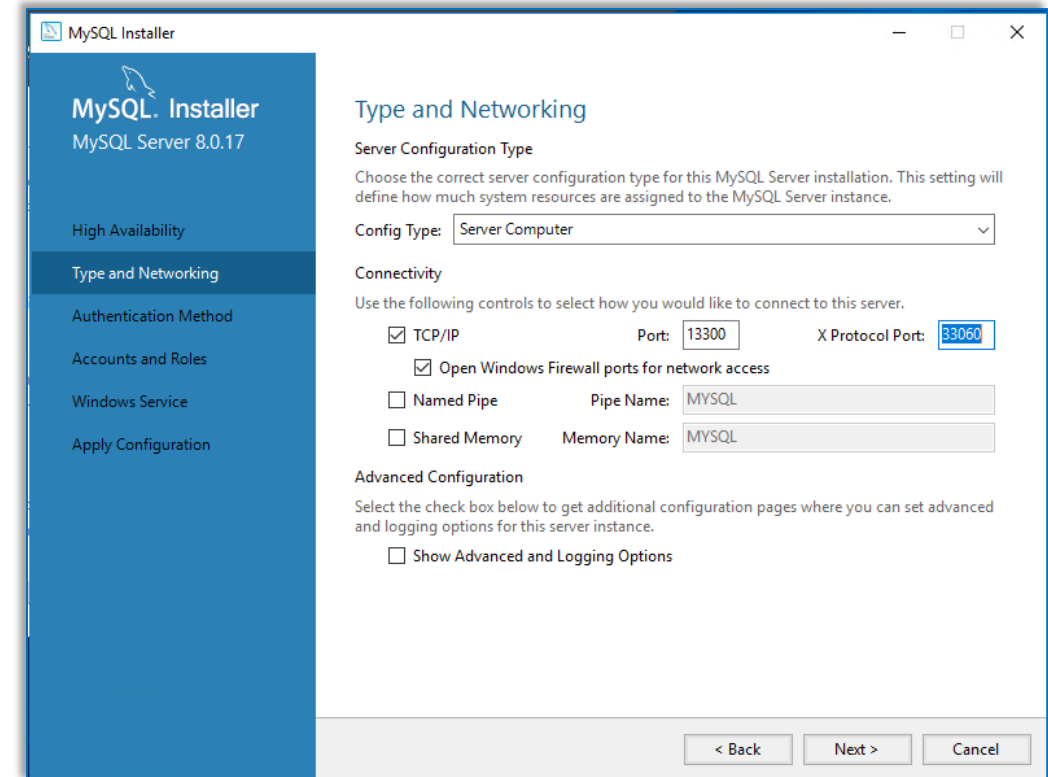 MySQL Installer
MySQL. Installer
MySQL Server 8.0.17
High Availability
Type and Networking
Authentication Method
Accounts and Roles
Windows Service
Apply Configuration
Type and Networking
Server Configuration Type
Choose the correct server configuration type for this MySQL Server installation. This setting will
define how much system resources are assigned to the MySQL Server instance.
Config Type: Server Computer
Connectivity
Use the following controls to select how you would like to connect to this server.
TCP/IP Port: 13300 X Protocol Port: 33060
Open Windows Firewall ports for network access
Named Pipe Pipe Name: MYSQL
Shared Memory Memory Name: MYSQL
Advanced Configuration
Select the check box below to get additional configuration pages where you can set advanced
and logging options for this server instance.
Show Advanced and Logging Options
< Back Next > Cancel